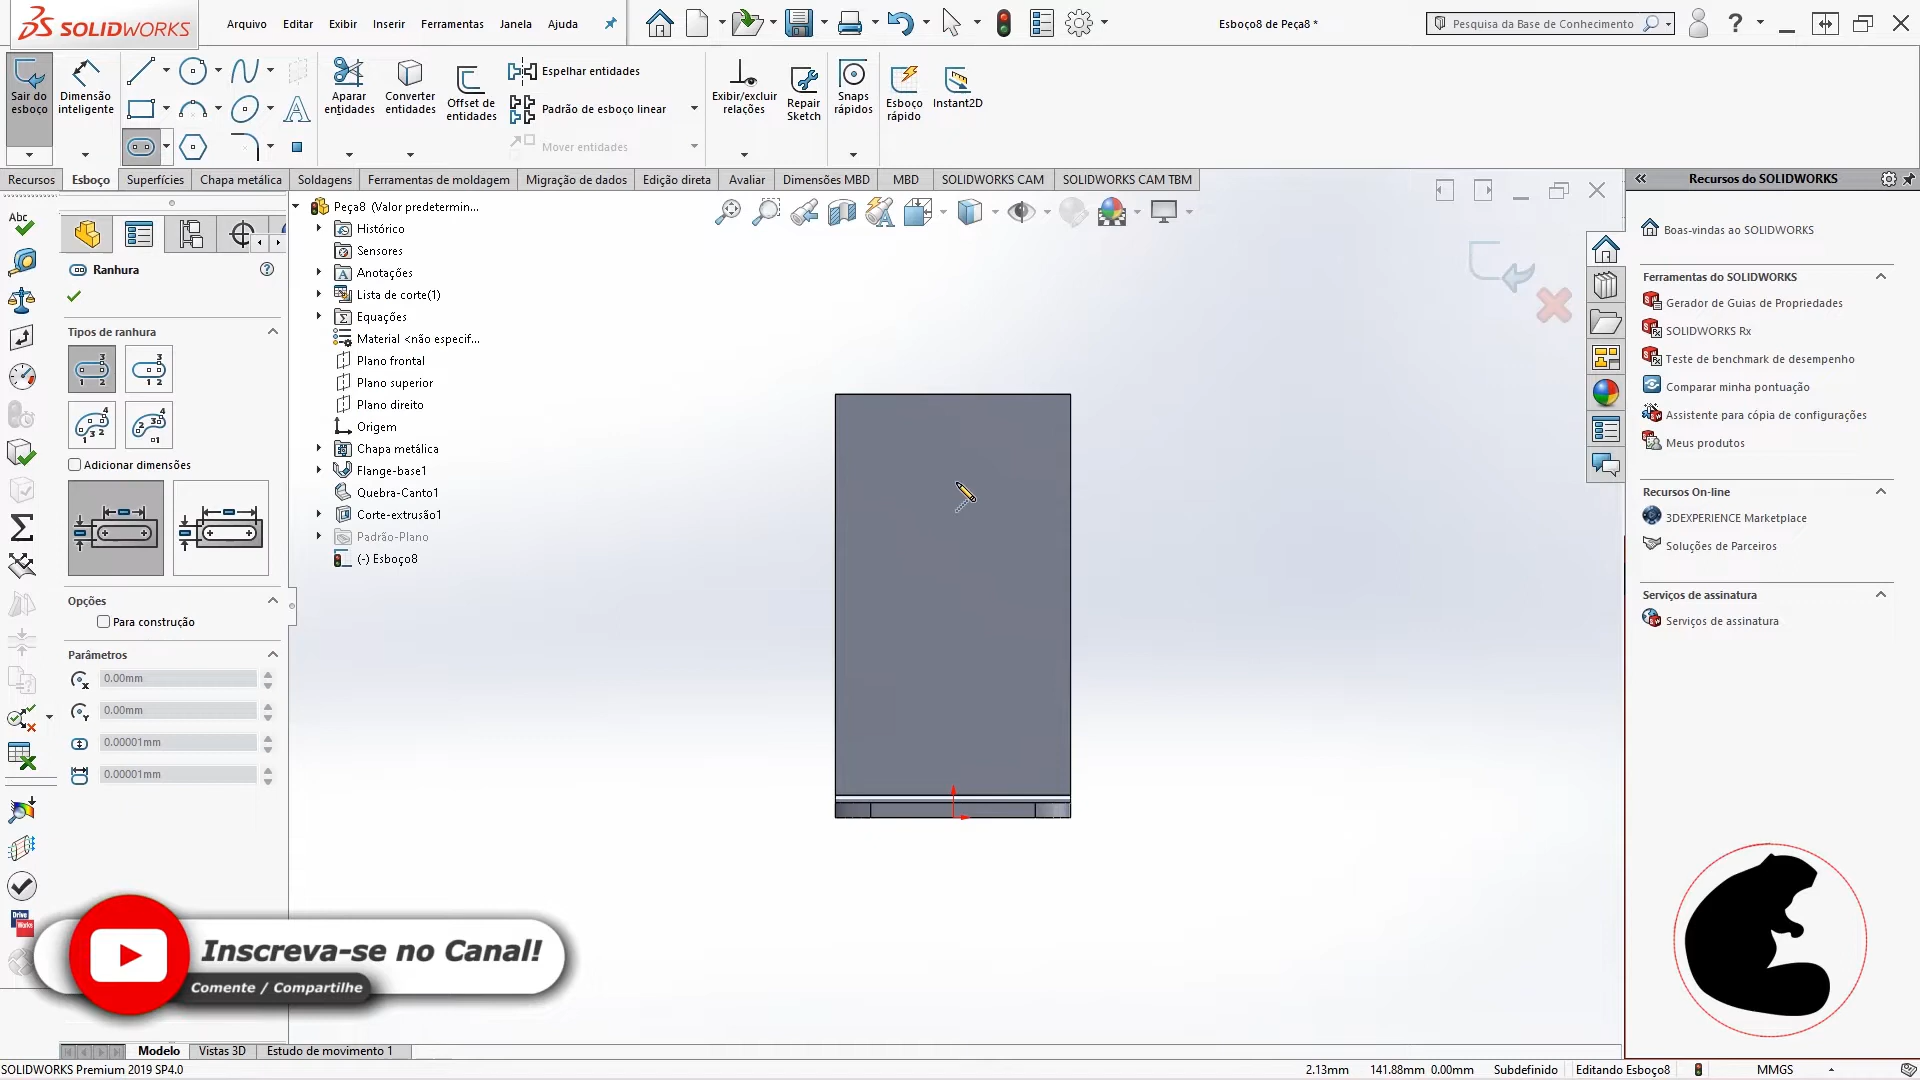 SOLIDWORKS
Arquivo
Editar
Exibir
Inserir
Ferramentas
Janela
Ajuda
Esboço8 de Peça8 *
Pesquisa da Base de Conhecimento
Sair do
esboço
Dimensão
inteligente
Aparar
entidades
Converter
entidades
Offset de
entidades
Espelhar entidades
Padrão de esboço linear
Mover entidades
Exibir/excluir
relações
Repair
Sketch
Snaps
rápidos
Esboço
rápido
Instant2D
Recursos
Esboço
Superfícies
Chapa metálica
Soldagens
Ferramentas de moldagem
Migração de dados
Edição direta
Avaliar
Dimensões MBD
MBD
SOLIDWORKS CAM
SOLIDWORKS CAM TBM
Ranhura
Tipos de ranhura
Adicionar dimensões
Opções
Para construção
Parâmetros
0.00mm
0.00mm
0.00001mm
0.00001mm
Peça8 (Valor predetermin...
Histórico
Sensores
Anotações
Lista de corte(1)
Equações
Material <não especif...
Plano frontal
Plano superior
Plano direito
Origem
Chapa metálica
Flange-base1
Quebra-Canto1
Corte-extrusão1
Padrão-Plano
(-) Esboço8
Recursos do SOLIDWORKS
Boas-vindas ao SOLIDWORKS
Ferramentas do SOLIDWORKS
Gerador de Guias de Propriedades
SOLIDWORKS Rx
Teste de benchmark de desempenho
Comparar minha pontuação
Assistente para cópia de configurações
Meus produtos
Recursos On-line
3DEXPERIENCE Marketplace
Soluções de Parceiros
Serviços de assinatura
Serviços de assinatura
Abc
Drive
Works
Inscreva-se no Canal!
Comente / Compartilhe
Modelo
Vistas 3D
Estudo de movimento 1
SOLIDWORKS Premium 2019 SP4.0
2.13mm
141.88mm
0.00mm
Subdefinido
Editando Esboço8
MMGS